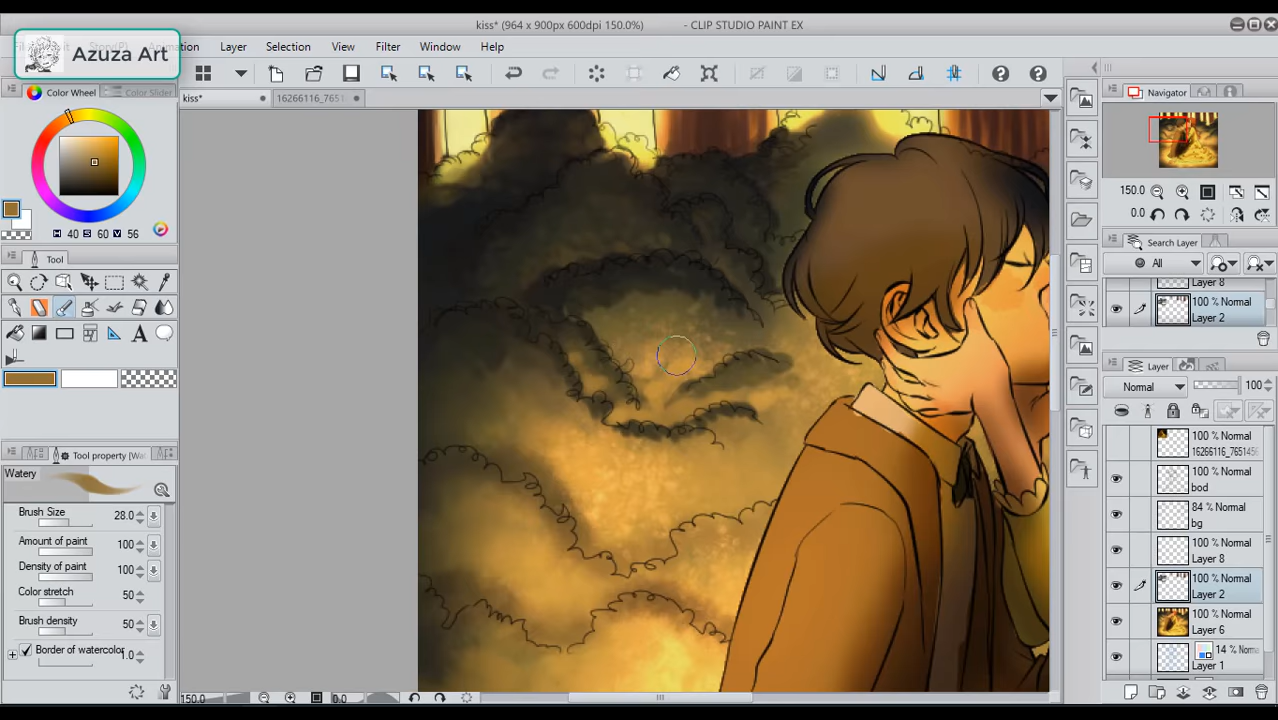 kiss* (964 x 900px 600dpi 150.0%) - CLIP STUDIO PAINT EX
Azuza Art
Animation Layer Selection View Filter Window Help
Color Wheel Color Slider
kiss* 16266116_7651
Navigator
150.0
0.0
H 40 S 60 V 56
Tool
Search Layer
All
Layer 8
100 % Normal
Layer 2
Layer
Normal 100
100 % Normal
16266116_7651456
100 % Normal
bod
84 % Normal
bg
100 % Normal
Layer 8
100 % Normal
Layer 2
100 % Normal
Layer 6
14 % Norma
Layer 1
Tool property [Wat
Watery
Brush Size 28.0
Amount of paint 100
Density of paint 100
Color stretch 50
Brush density 50
Border of watercolor 1.0
150.0 0.0